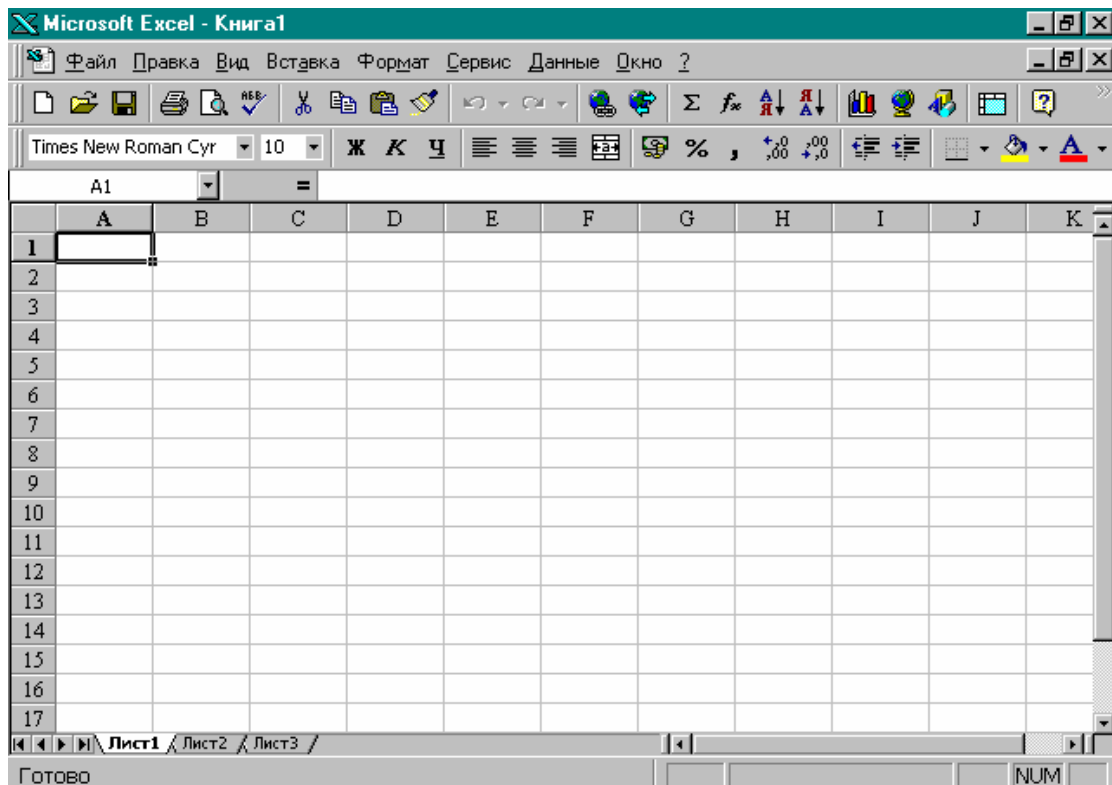 Microsoft Excel - Книга1
Файл Правка Вид Вставка Формат Сервис Данные Окно ?
Times New Roman Cyr 10 Ж К Ч % ,
A1 =
A B C D E F G H I J K
1
2
3
4
5
6
7
8
9
10
11
12
13
14
15
16
17
Лист1 Лист2 Лист3
Готово NUM